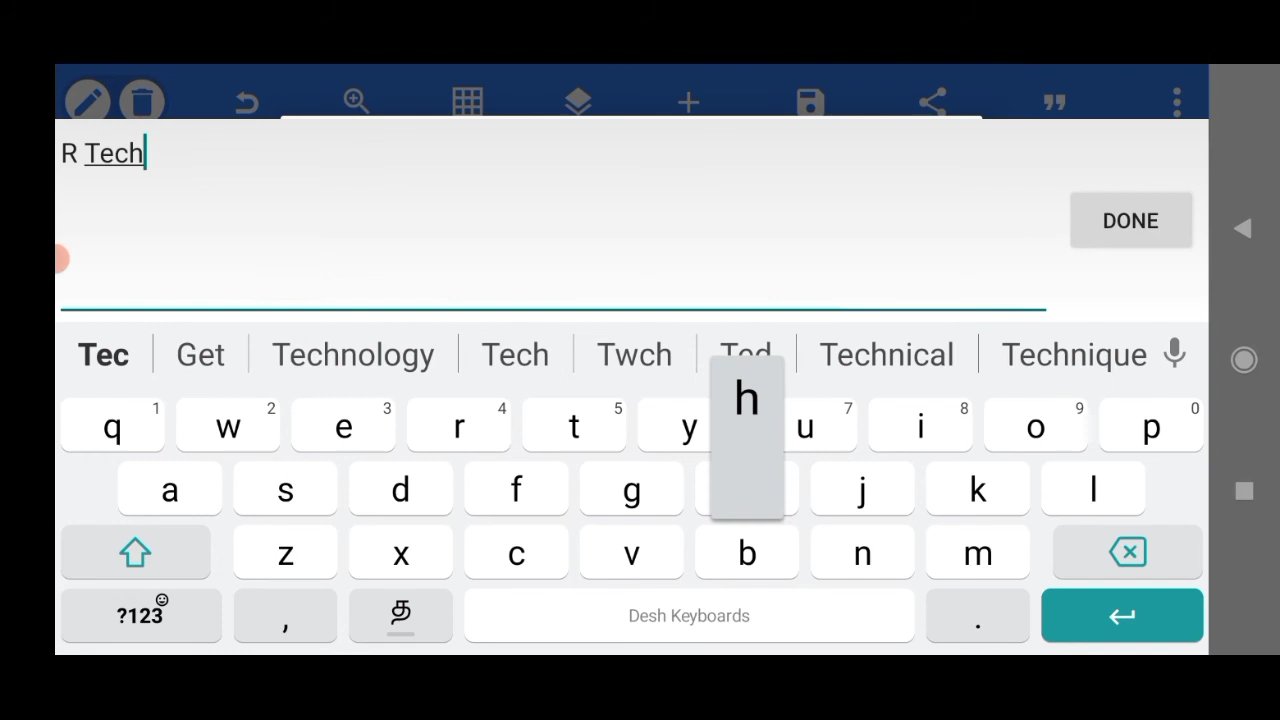 R Tech
DONE
Tec Get Technology Tech Twch Ted Technical Technique
q 1 w 2 e 3 r 4 t 5 y u 7 i 8 o 9 p 0
h
a s d f g j k l
z x c v b n m
?123 , த Desh Keyboards .